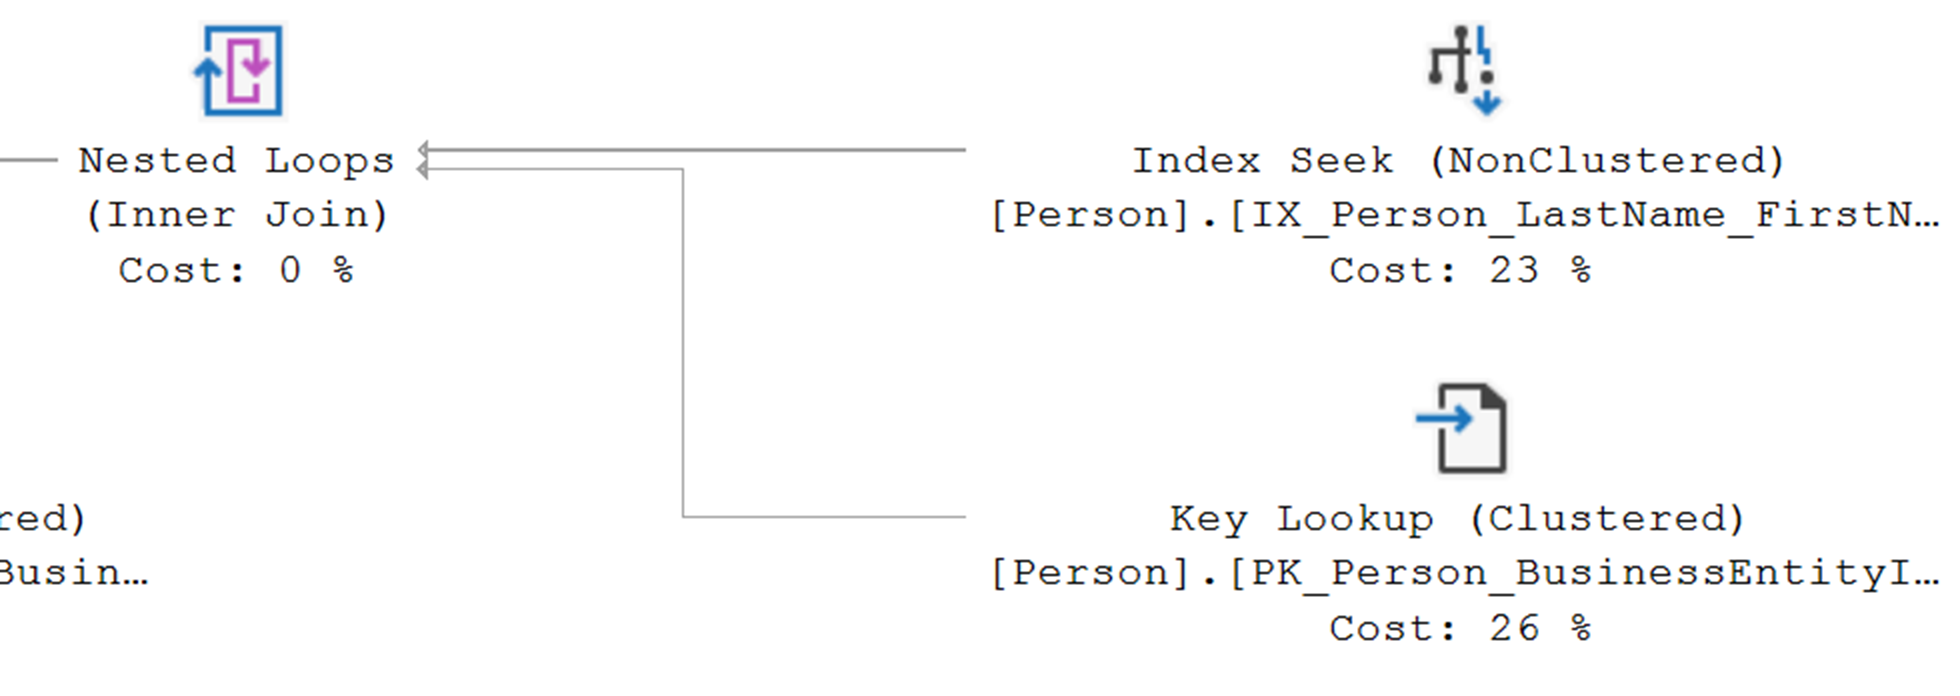 Nested Loops
(Inner Join)
Cost: 0 %
Index Seek (NonClustered)
[Person].[IX_Person_LastName_FirstN…
Cost: 23 %
red)
Busin…
Key Lookup (Clustered)
[Person].[PK_Person_BusinessEntityI…
Cost: 26 %